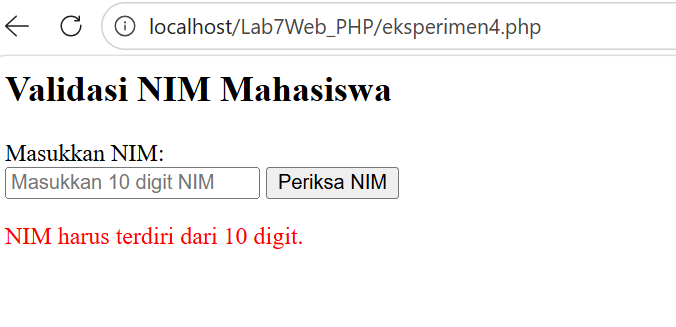 localhost/Lab7Web_PHP/eksperimen4.php
Validasi NIM Mahasiswa
Masukkan NIM:
Masukkan 10 digit NIM Periksa NIM
NIM harus terdiri dari 10 digit.